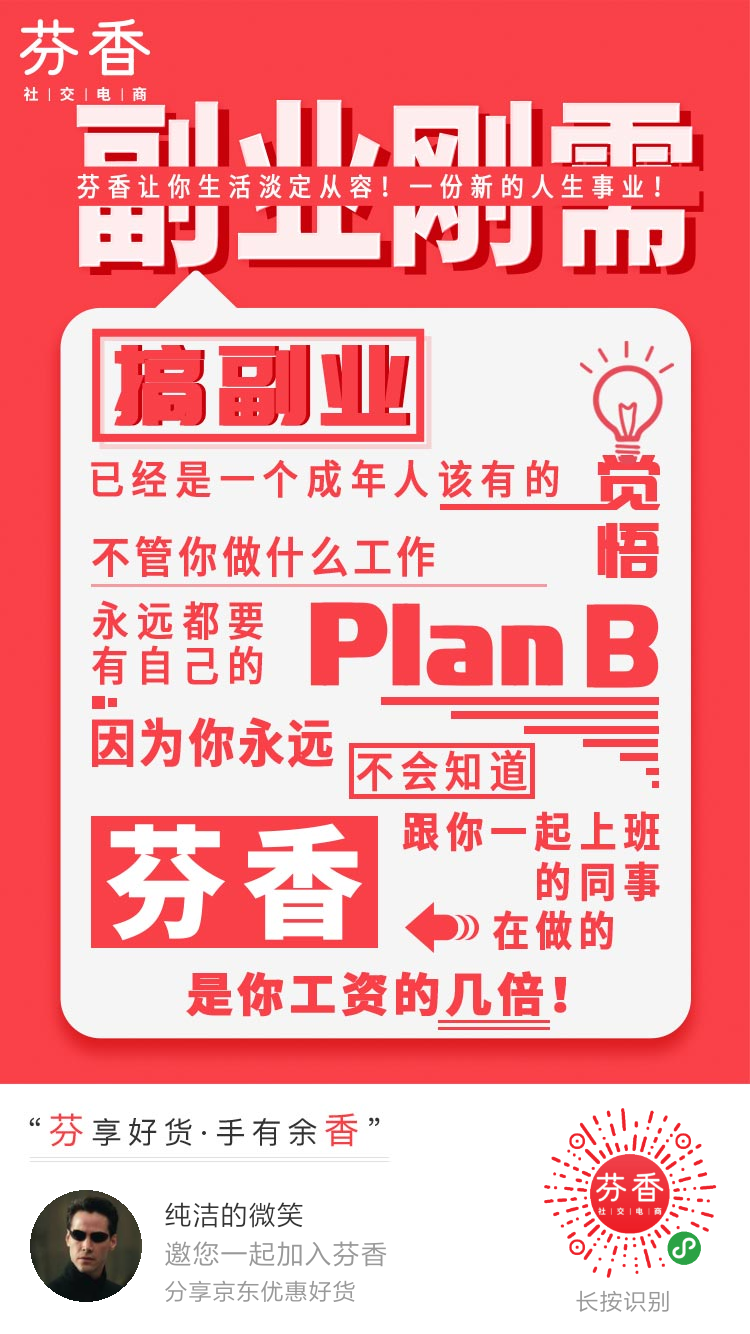 芬香
社|交|电|商
副业刚需
芬香让你生活淡定从容！一份新的人生事业！
搞副业
已经是一个成年人该有的
觉悟
不管你做什么工作
永远都要
有自己的
Plan B
因为你永远
不会知道
跟你一起上班
的同事
芬香
在做的
是你工资的几倍！
“芬享好货·手有余香”
纯洁的微笑
邀您一起加入芬香
分享京东优惠好货
芬香
社|交|电|商
长按识别